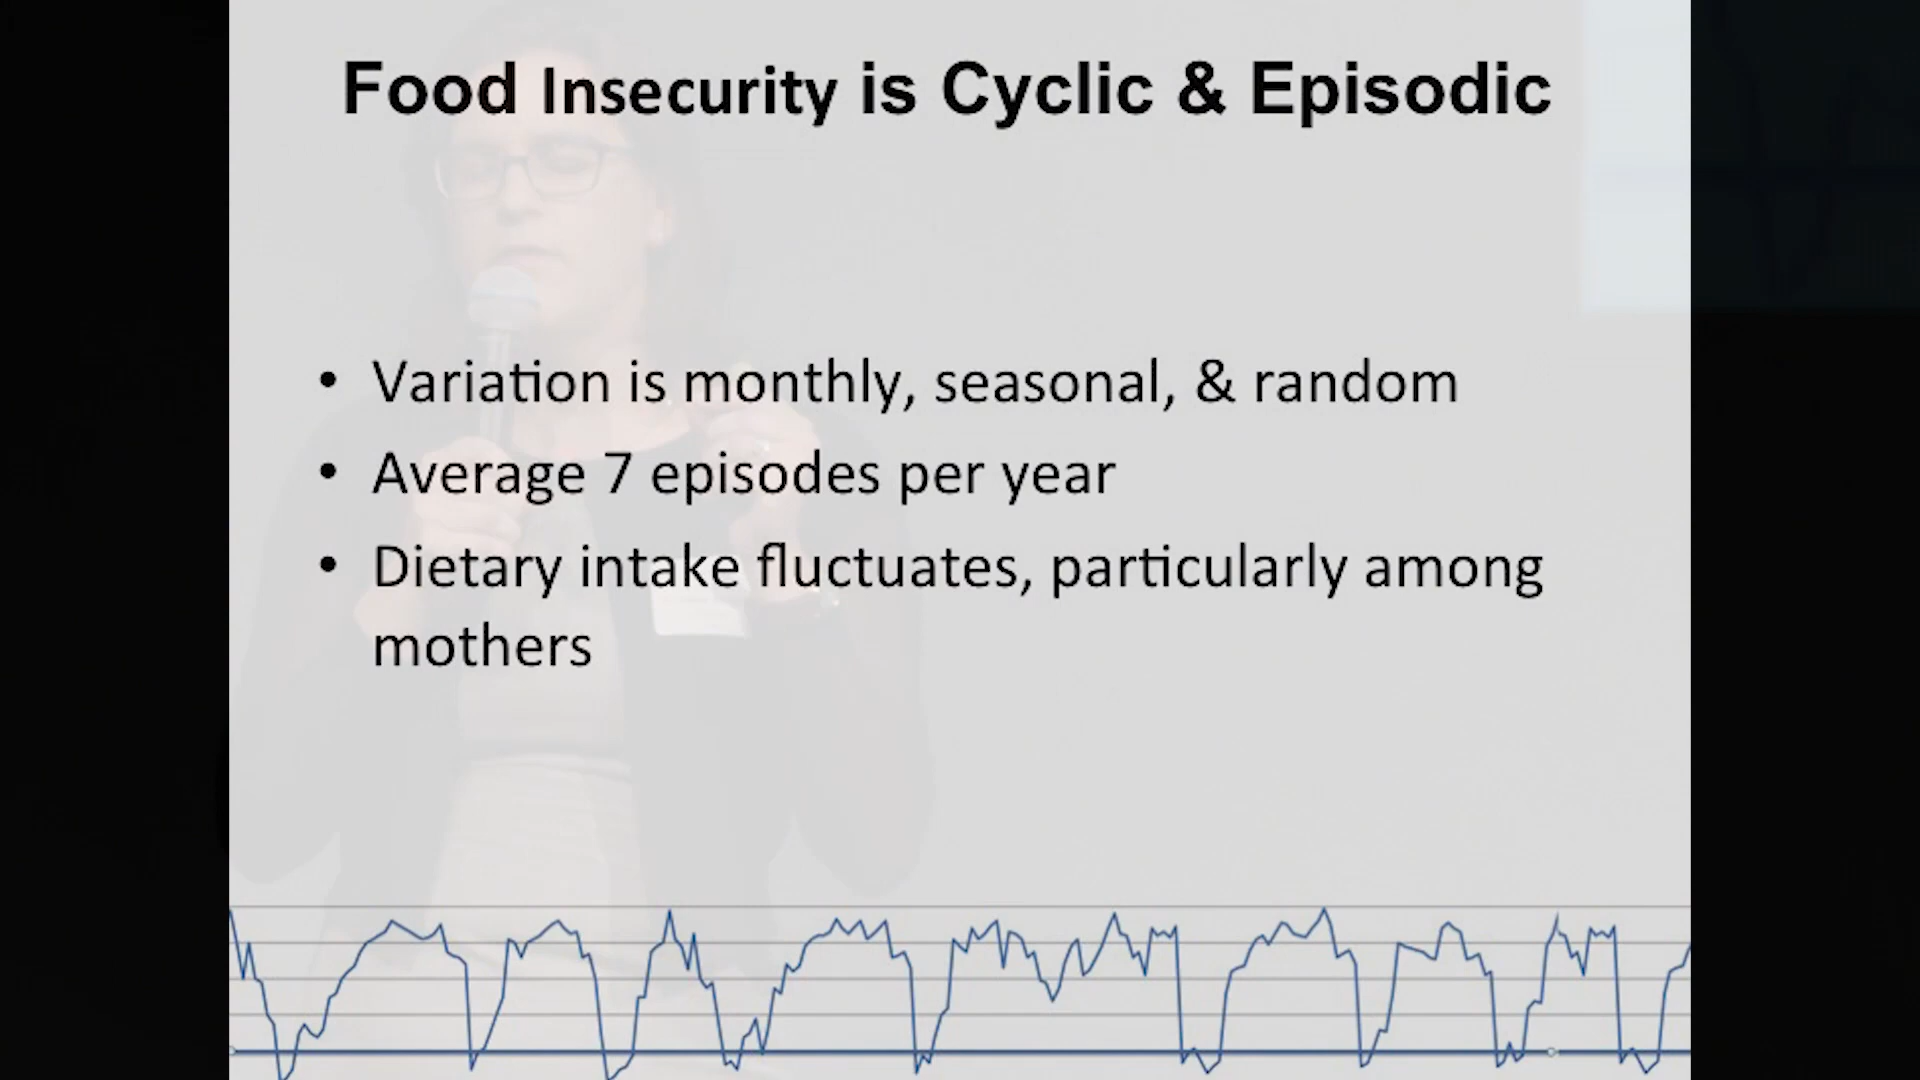 Food Insecurity is Cyclic & Episodic
• Variation is monthly, seasonal, & random
• Average 7 episodes per year
• Dietary intake fluctuates, particularly among
mothers